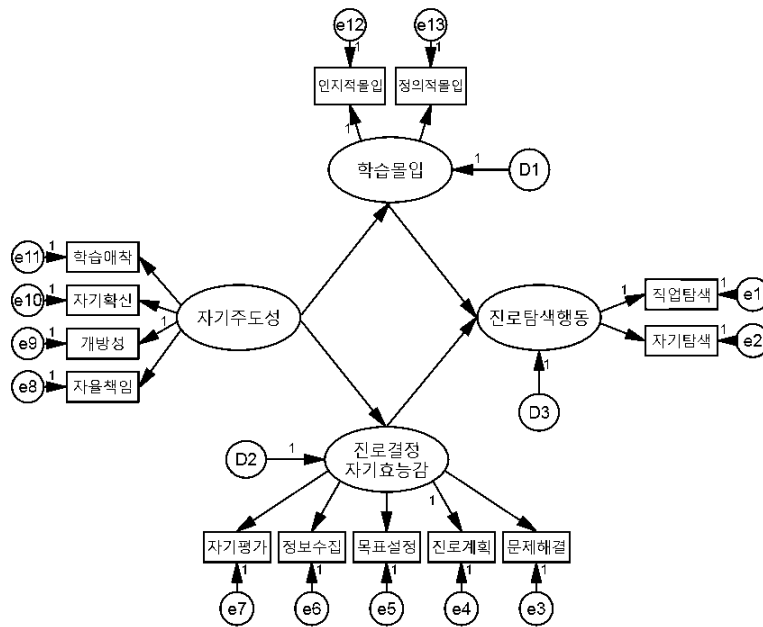 e12
e13
1
1
인지적몰입
정의적몰입
1
학습몰입
1
D1
e11
1
학습애착
e10
1
자기확신
e9
1
개방성
1
e8
1
자율책임
자기주도성
진로탐색행동
1
직업탐색
1
e1
자기탐색
1
e2
1
D3
D2
1
진로결정
자기효능감
1
자기평가
정보수집
목표설정
진로계획
문제해결
1
1
1
1
1
e7
e6
e5
e4
e3